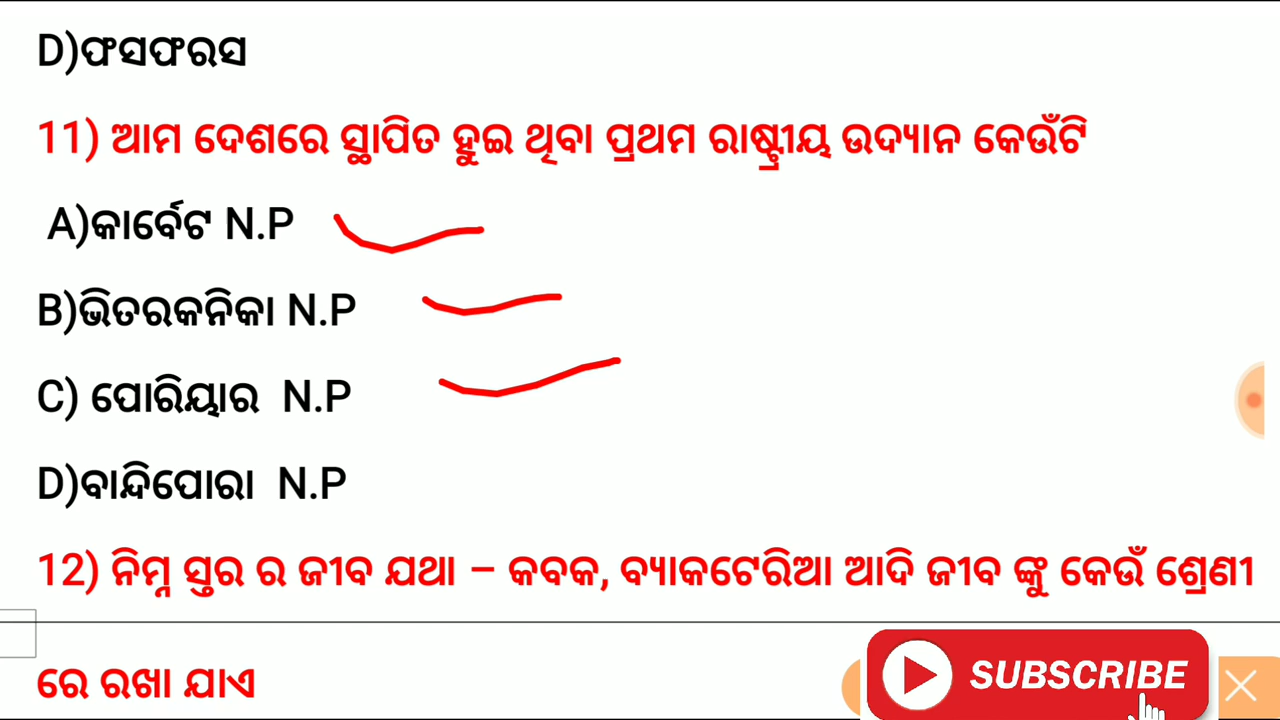 D)ଫସଫରସ
11) ଆମ ଦେଶରେ ସ୍ଥାପିତ ହୁଇ ଥିବା ପ୍ରଥମ ରାଷ୍ଟ୍ରୀୟ ଉଦ୍ୟାନ କେଉଁଟି
A)କାର୍ବେଟ N.P
B)ଭିତରକନିକା N.P
C) ପୋରିୟାର N.P
D)ବାନ୍ଦିପୋରା N.P
12) ନିମ୍ନ ସ୍ତର ର ଜୀବ ଯଥା – କବକ, ବ୍ୟାକଟେରିଆ ଆଦି ଜୀବ ଙ୍କୁ କେଉଁ ଶ୍ରେଣୀ
ରେ ରଖା ଯାଏ
SUBSCRIBE